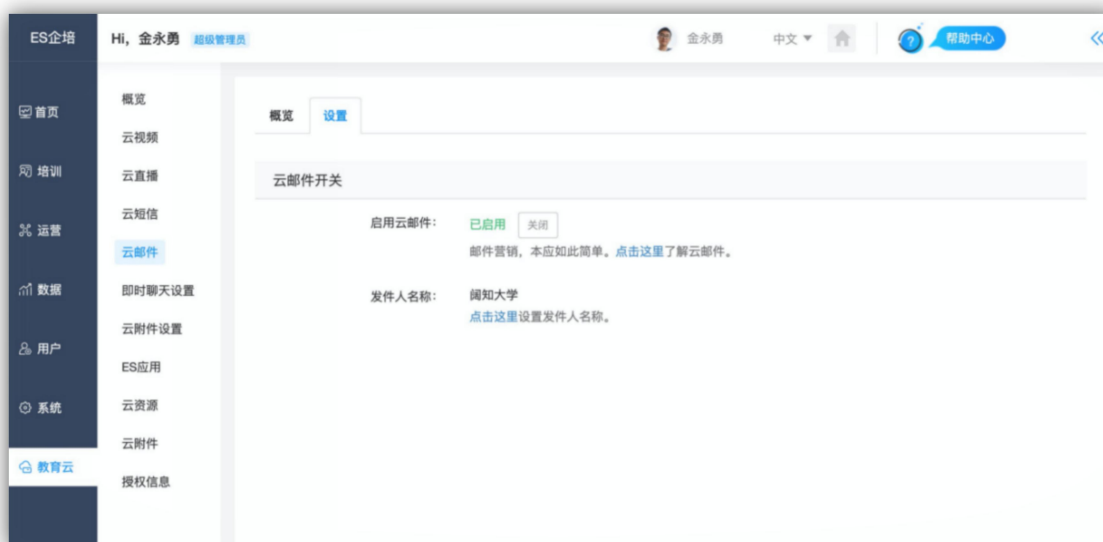 ES企培
Hi，金永勇 超级管理员
金永勇
中文
帮助中心
首页
培训
运营
数据
用户
系统
教育云
概览
云视频
云直播
云短信
云邮件
即时聊天设置
云附件设置
ES应用
云资源
云附件
授权信息
概览 设置
云邮件开关
启用云邮件： 已启用 关闭
邮件营销，本应如此简单。点击这里了解云邮件。
发件人名称： 阔知大学
点击这里设置发件人名称。